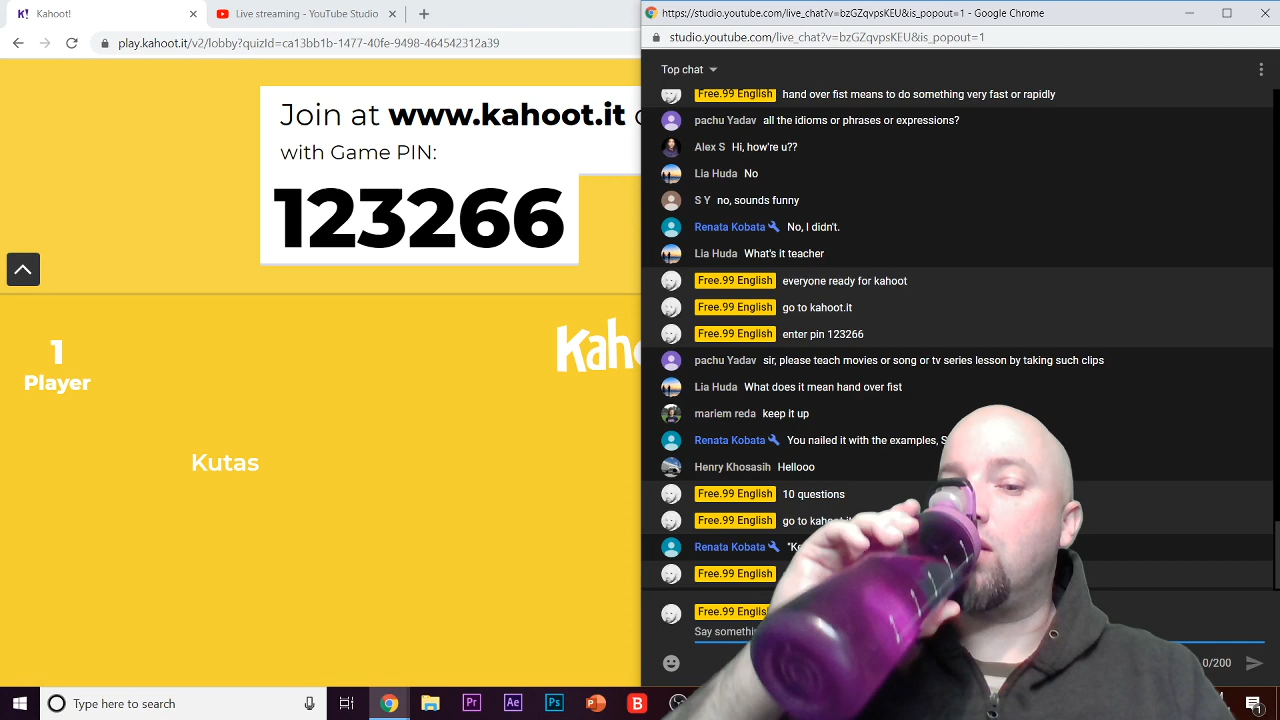 Kahoot!
Live streaming - YouTube Studio
play.kahoot.it/v2/lobby?quizId=ca13bb1b-1477-40fe-9498-464542312a39
Join at www.kahoot.it
with Game PIN:
123266
1
Player
Kutas
https://studio.youtube.com/live_chat?v=bzGZqvpsKEU&is_popout=1 - Google Chrome
studio.youtube.com/live_chat?v=bzGZqvpsKEU&is_popout=1
Top chat
Free.99 English hand over fist means to do something very fast or rapidly
pachu Yadav all the idioms or phrases or expressions?
Alex S Hi, how're u??
Lia Huda No
S Y no, sounds funny
Renata Kobata No, I didn't.
Lia Huda What's it teacher
Free.99 English everyone ready for kahoot
Free.99 English go to kahoot.it
Free.99 English enter pin 123266
pachu Yadav sir, please teach movies or song or tv series lesson by taking such clips
Lia Huda What does it mean hand over fist
mariem reda keep it up
Renata Kobata You nailed it with the examples,
Henry Khosasih Hellooo
Free.99 English 10 questions
Free.99 English go to
Renata Kobata
Free.99 English
Free.99 English
Say
0/200
Type here to search
Pr
Ae
Ps
B